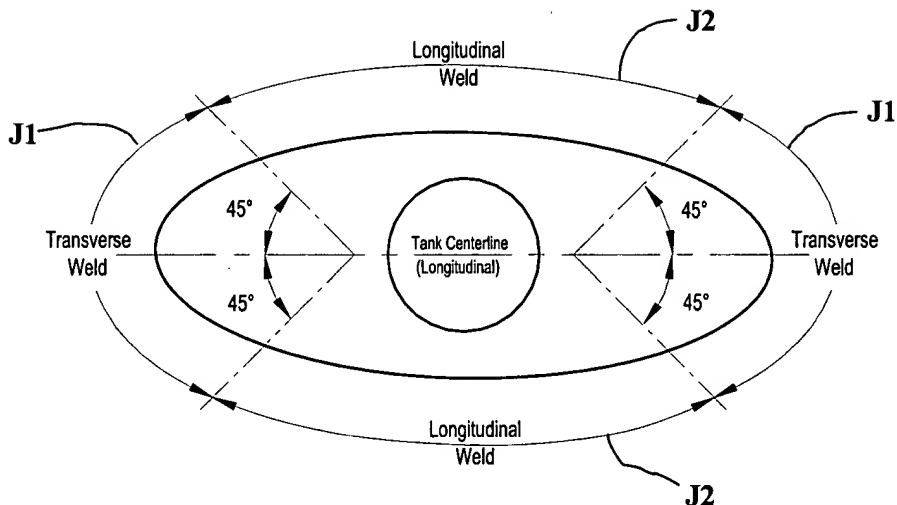 J2
Longitudinal
Weld
J1
J1
45°
45°
Transverse
Weld
Tank Centerline
(Longitudinal)
Transverse
Weld
45°
45°
Longitudinal
Weld
J2